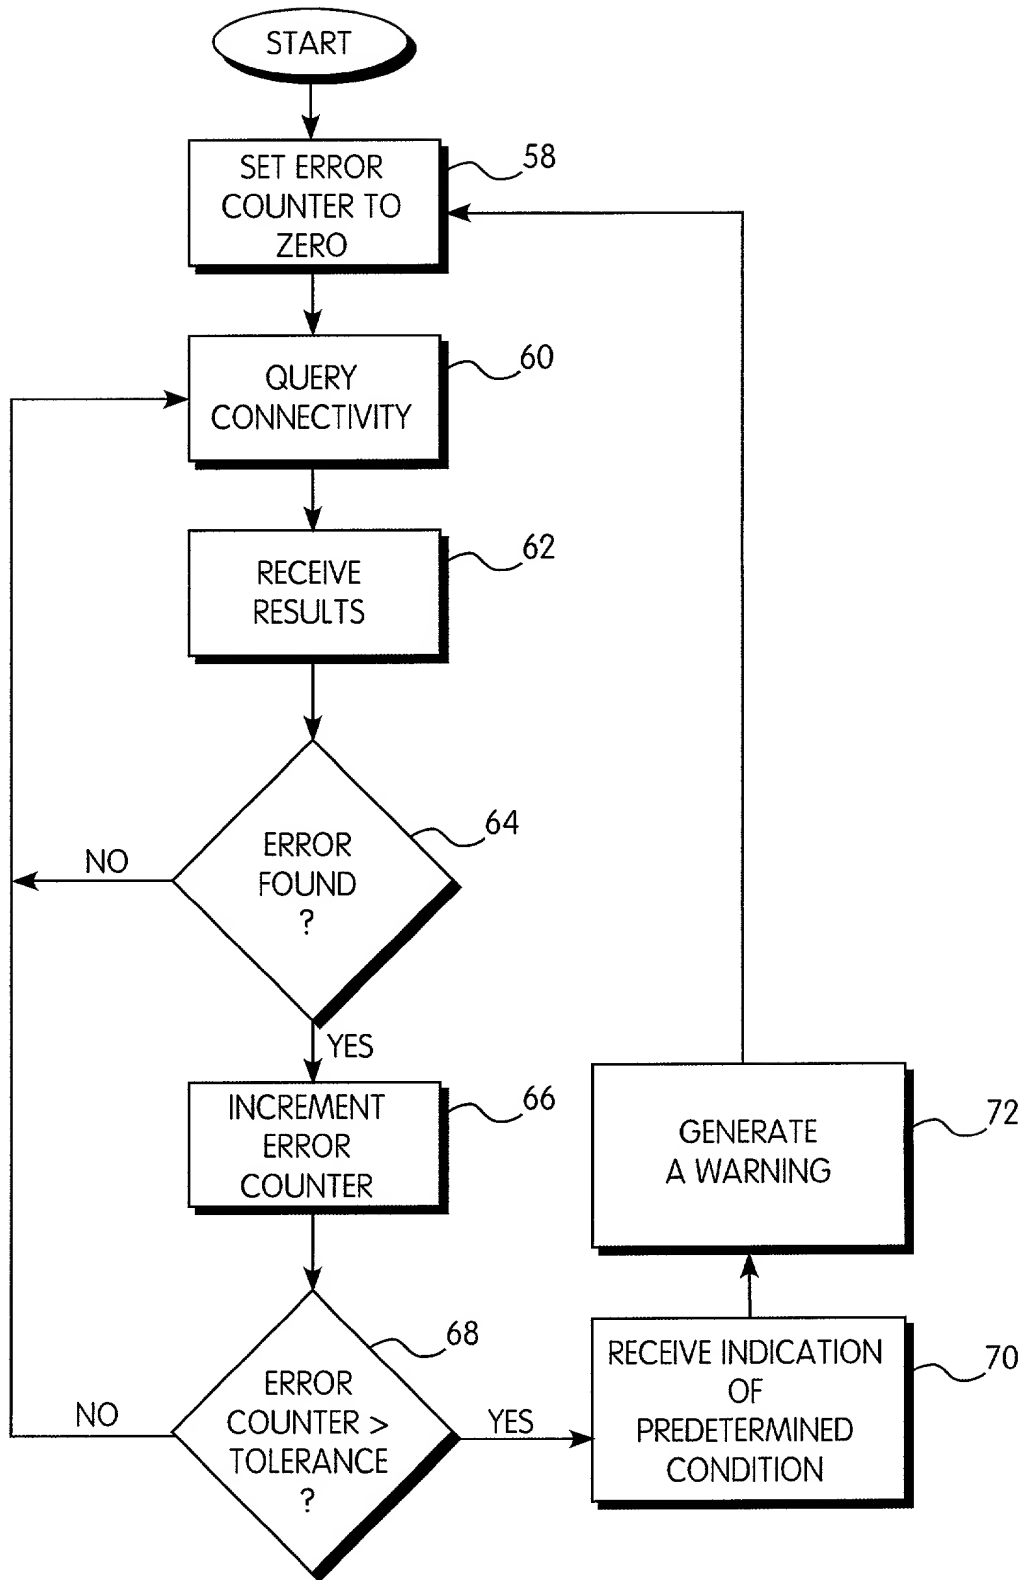 START
SET ERROR
COUNTER TO
ZERO
58
QUERY
CONNECTIVITY
60
RECEIVE
RESULTS
62
ERROR
FOUND
?
64
NO
YES
INCREMENT
ERROR
COUNTER
66
ERROR
COUNTER >
TOLERANCE
?
68
NO
YES
RECEIVE INDICATION
OF
PREDETERMINED
CONDITION
70
GENERATE
A WARNING
72